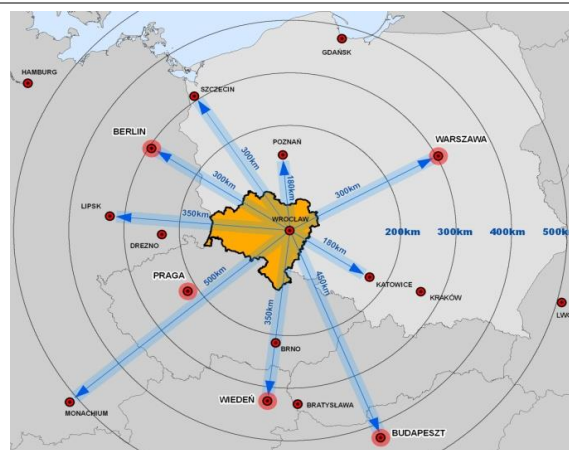 GDAŃSK
HAMBURG
SZCZECIN
BERLIN
POZNAŃ
WARSZAWA
300km
300km
180km
300km
LIPSK
350km
WROCŁAW
DREZNO
200km
300km
400km
500k
180km
PRAGA
500km
450km
KATOWICE
KRAKÓW
LWO
350km
BRNO
MONACHIUM
WIEDEŃ
BRATYSŁAWA
BUDAPESZT